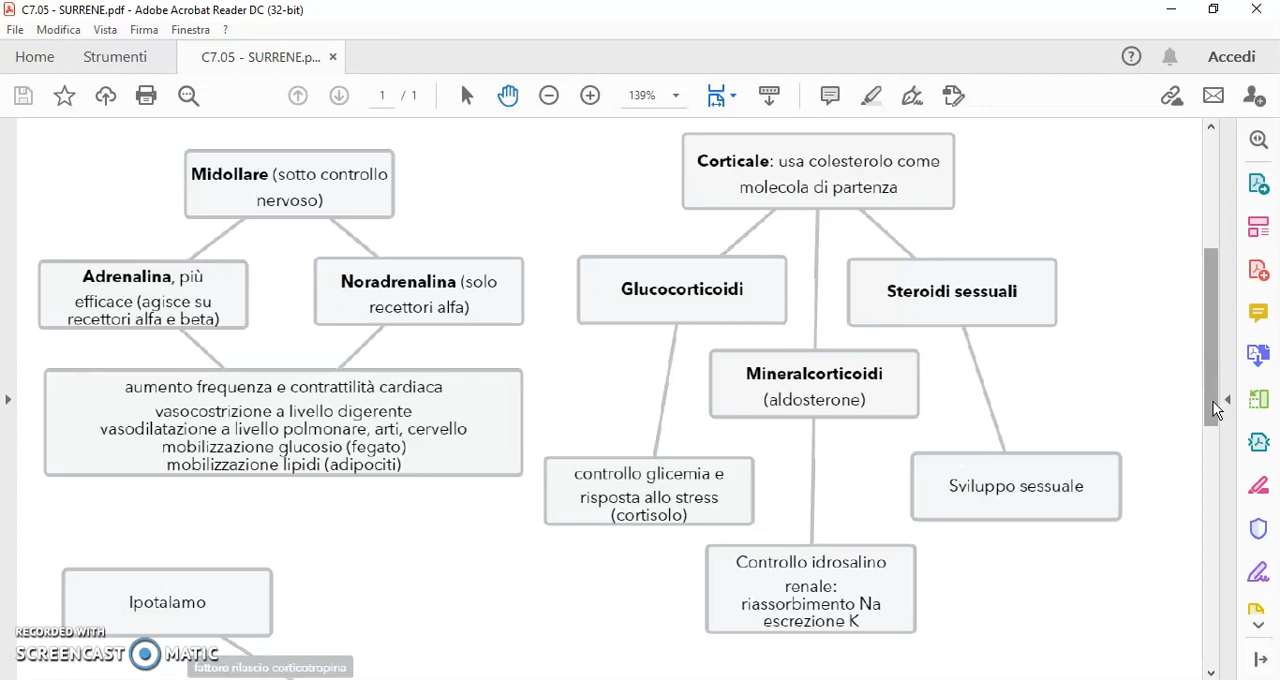 C7.05 - SURRENE.pdf - Adobe Acrobat Reader DC (32-bit)
File Modifica Vista Firma Finestra ?
Home Strumenti C7.05 - SURRENE.p... × Accedi
1 / 1 139%
Midollare (sotto controllo
nervoso)
Adrenalina, più
efficace (agisce su
recettori alfa e beta)
Noradrenalina (solo
recettori alfa)
aumento frequenza e contrattilità cardiaca
vasocostrizione a livello digerente
vasodilatazione a livello polmonare, arti, cervello
mobilizzazione glucosio (fegato)
mobilizzazione lipidi (adipociti)
Corticale: usa colesterolo come
molecola di partenza
Glucocorticoidi
Steroidi sessuali
Mineralcorticoidi
(aldosterone)
controllo glicemia e
risposta allo stress
(cortisolo)
Sviluppo sessuale
Controllo idrosalino
renale:
riassorbimento Na
escrezione K
Ipotalamo
fattore rilascio corticotropina
RECORDED WITH
SCREENCAST MATIC